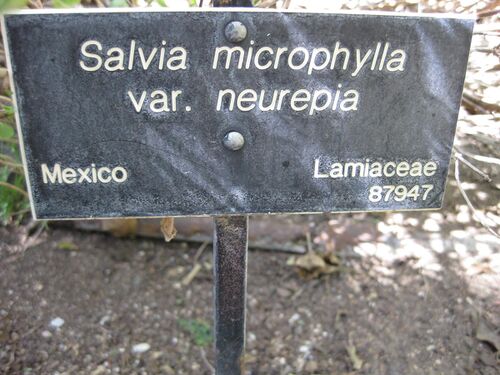 Salvia microphylla
var. neurepia
Mexico
Lamiaceae
87947